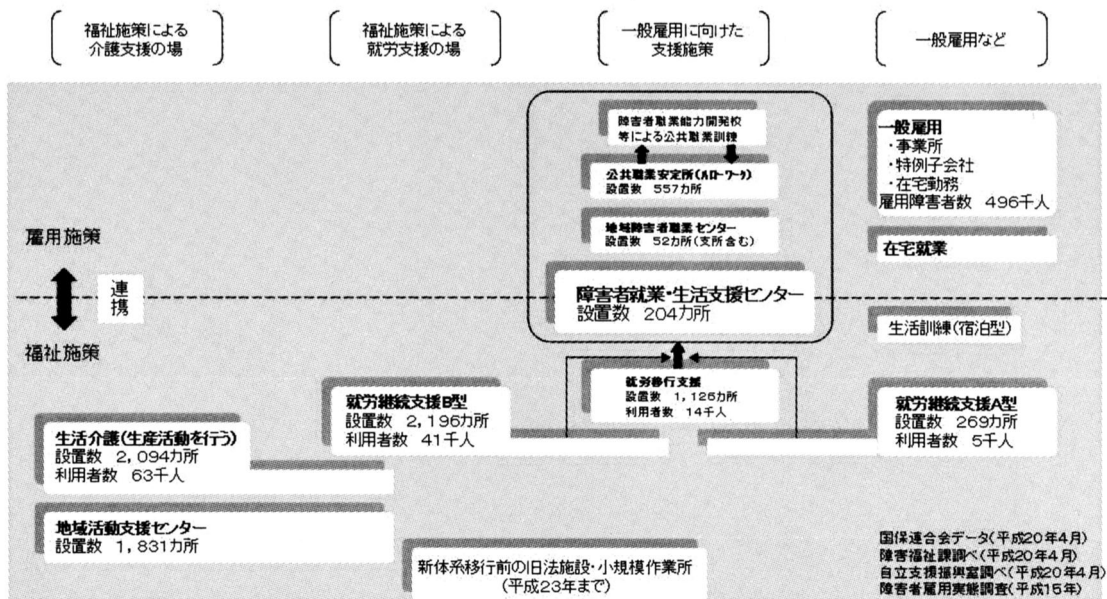 福祉施策による
介護支援の場
福祉施策による
就労支援の場
一般雇用に向けた
支援施策
一般雇用など
障害者職業能力開発校
等による公共職業訓練
公共職業安定所(ハローワーク)
設置数 557カ所
地域障害者職業センター
設置数 52カ所(支所含む)
障害者就業・生活支援センター
設置数 204カ所
一般雇用
・事業所
・特例子会社
・在宅勤務
雇用障害者数 496千人
在宅就業
雇用施策
連携
福祉施策
生活訓練(宿泊型)
就労移行支援
設置数 1,126カ所
利用者数 14千人
就労継続支援B型
設置数 2,196カ所
利用者数 41千人
就労継続支援A型
設置数 269カ所
利用者数 5千人
生活介護(生産活動を行う)
設置数 2,094カ所
利用者数 63千人
地域活動支援センター
設置数 1,831カ所
新体系移行前の旧法施設・小規模作業所
(平成23年まで)
国保連合会データ(平成20年4月)
障害福祉課調べ(平成20年4月)
自立支援振興室調べ(平成20年4月)
障害者雇用実態調査(平成15年)